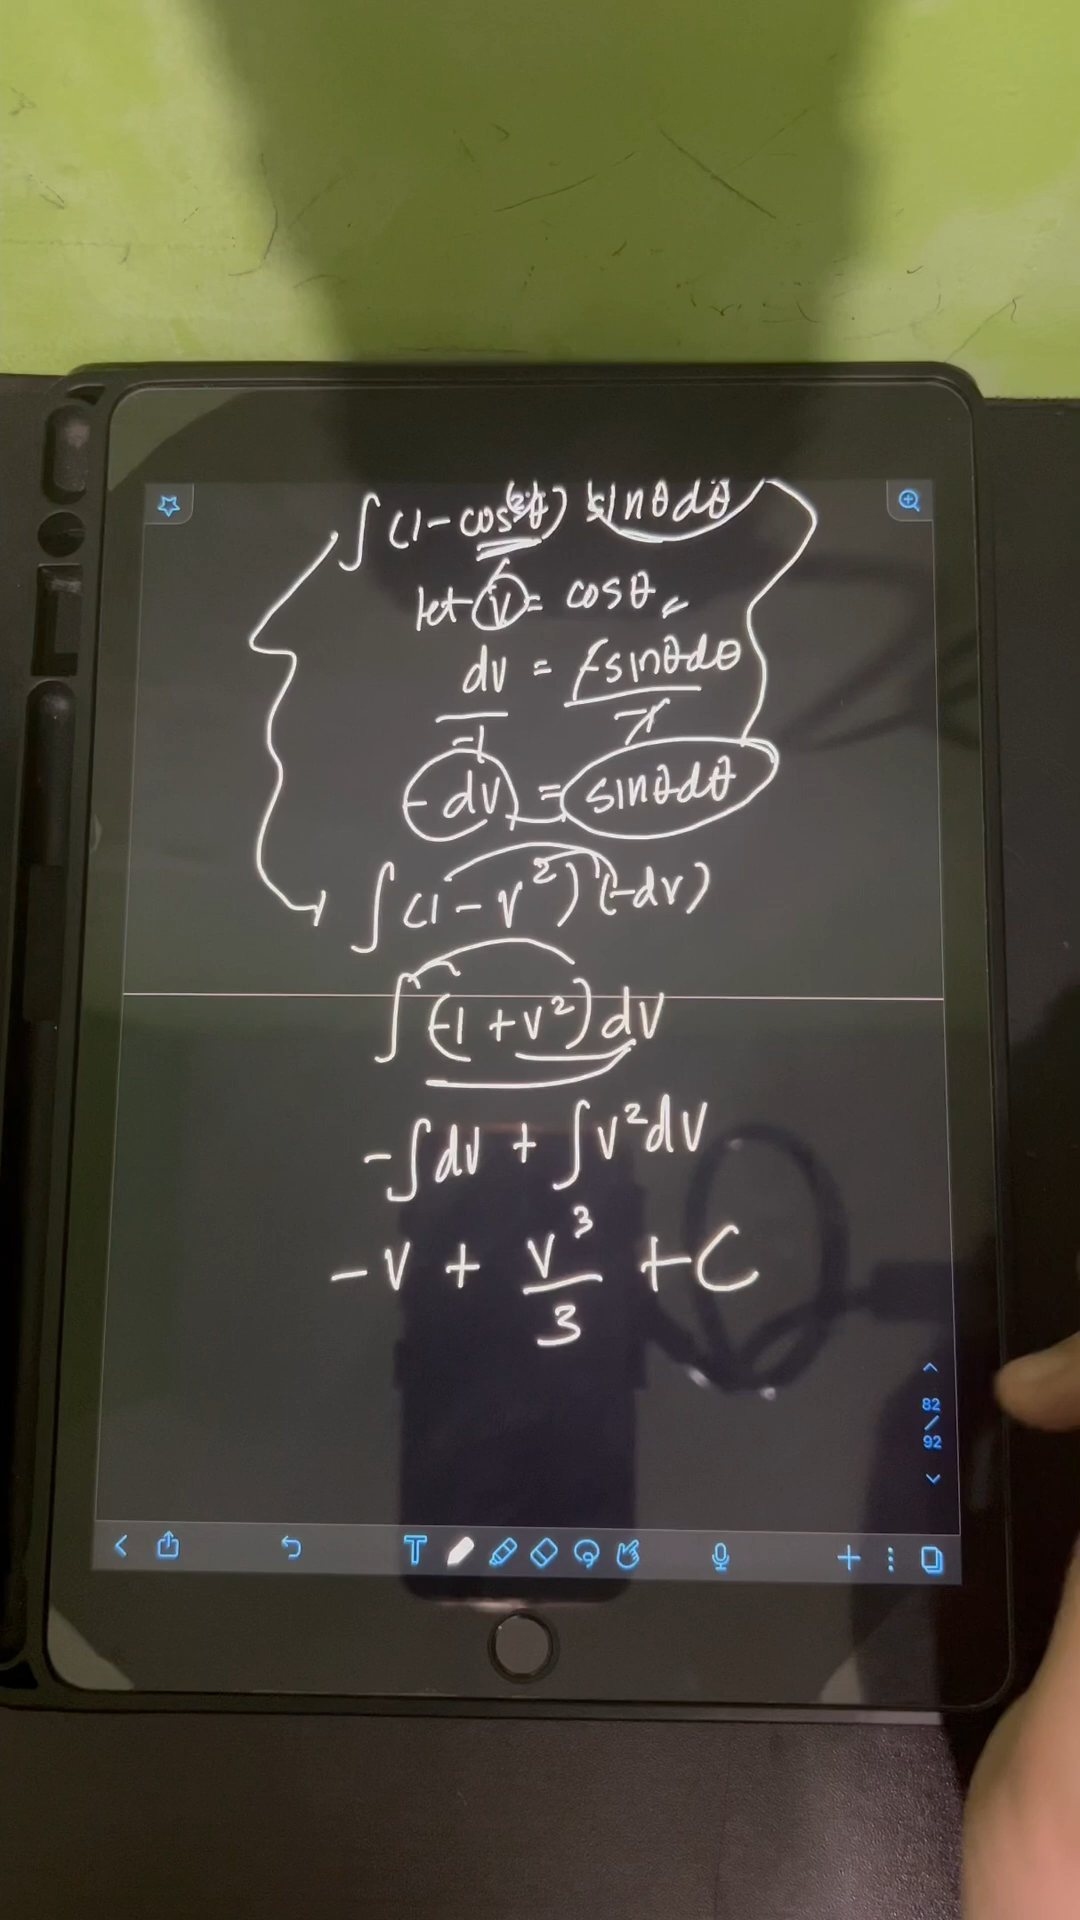 ∫(1-cos²θ) sinθdθ
let v = cosθ
dv = -sinθdθ
-1 -1
-dv = sinθdθ
∫(1-v²)(-dv)
∫(-1+v²)dv
-∫dv + ∫v²dv
-v + v³/3 + C
82
/
92
T